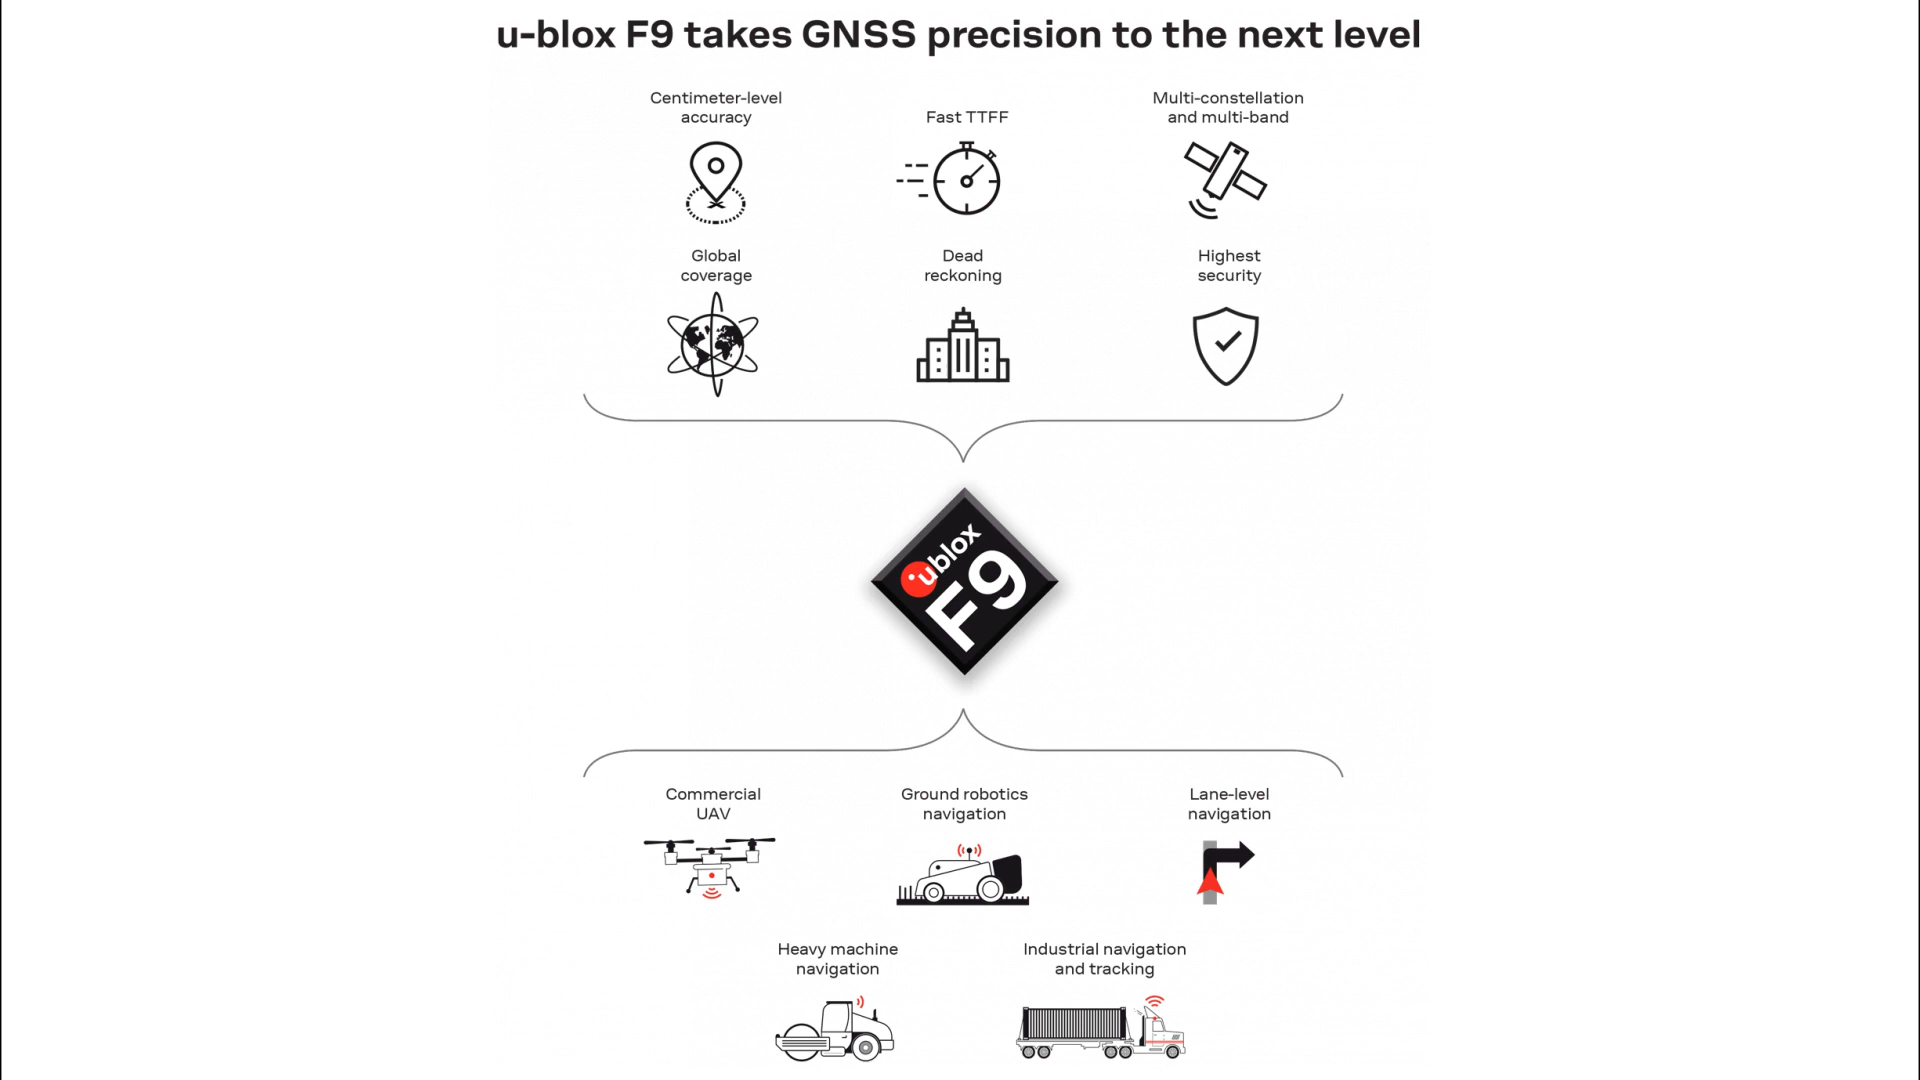 u-blox F9 takes GNSS precision to the next level
Centimeter-level
accuracy
Fast TTFF
Multi-constellation
and multi-band
Global
coverage
Dead
reckoning
Highest
security
ublox
F9
Commercial
UAV
Ground robotics
navigation
Lane-level
navigation
Heavy machine
navigation
Industrial navigation
and tracking